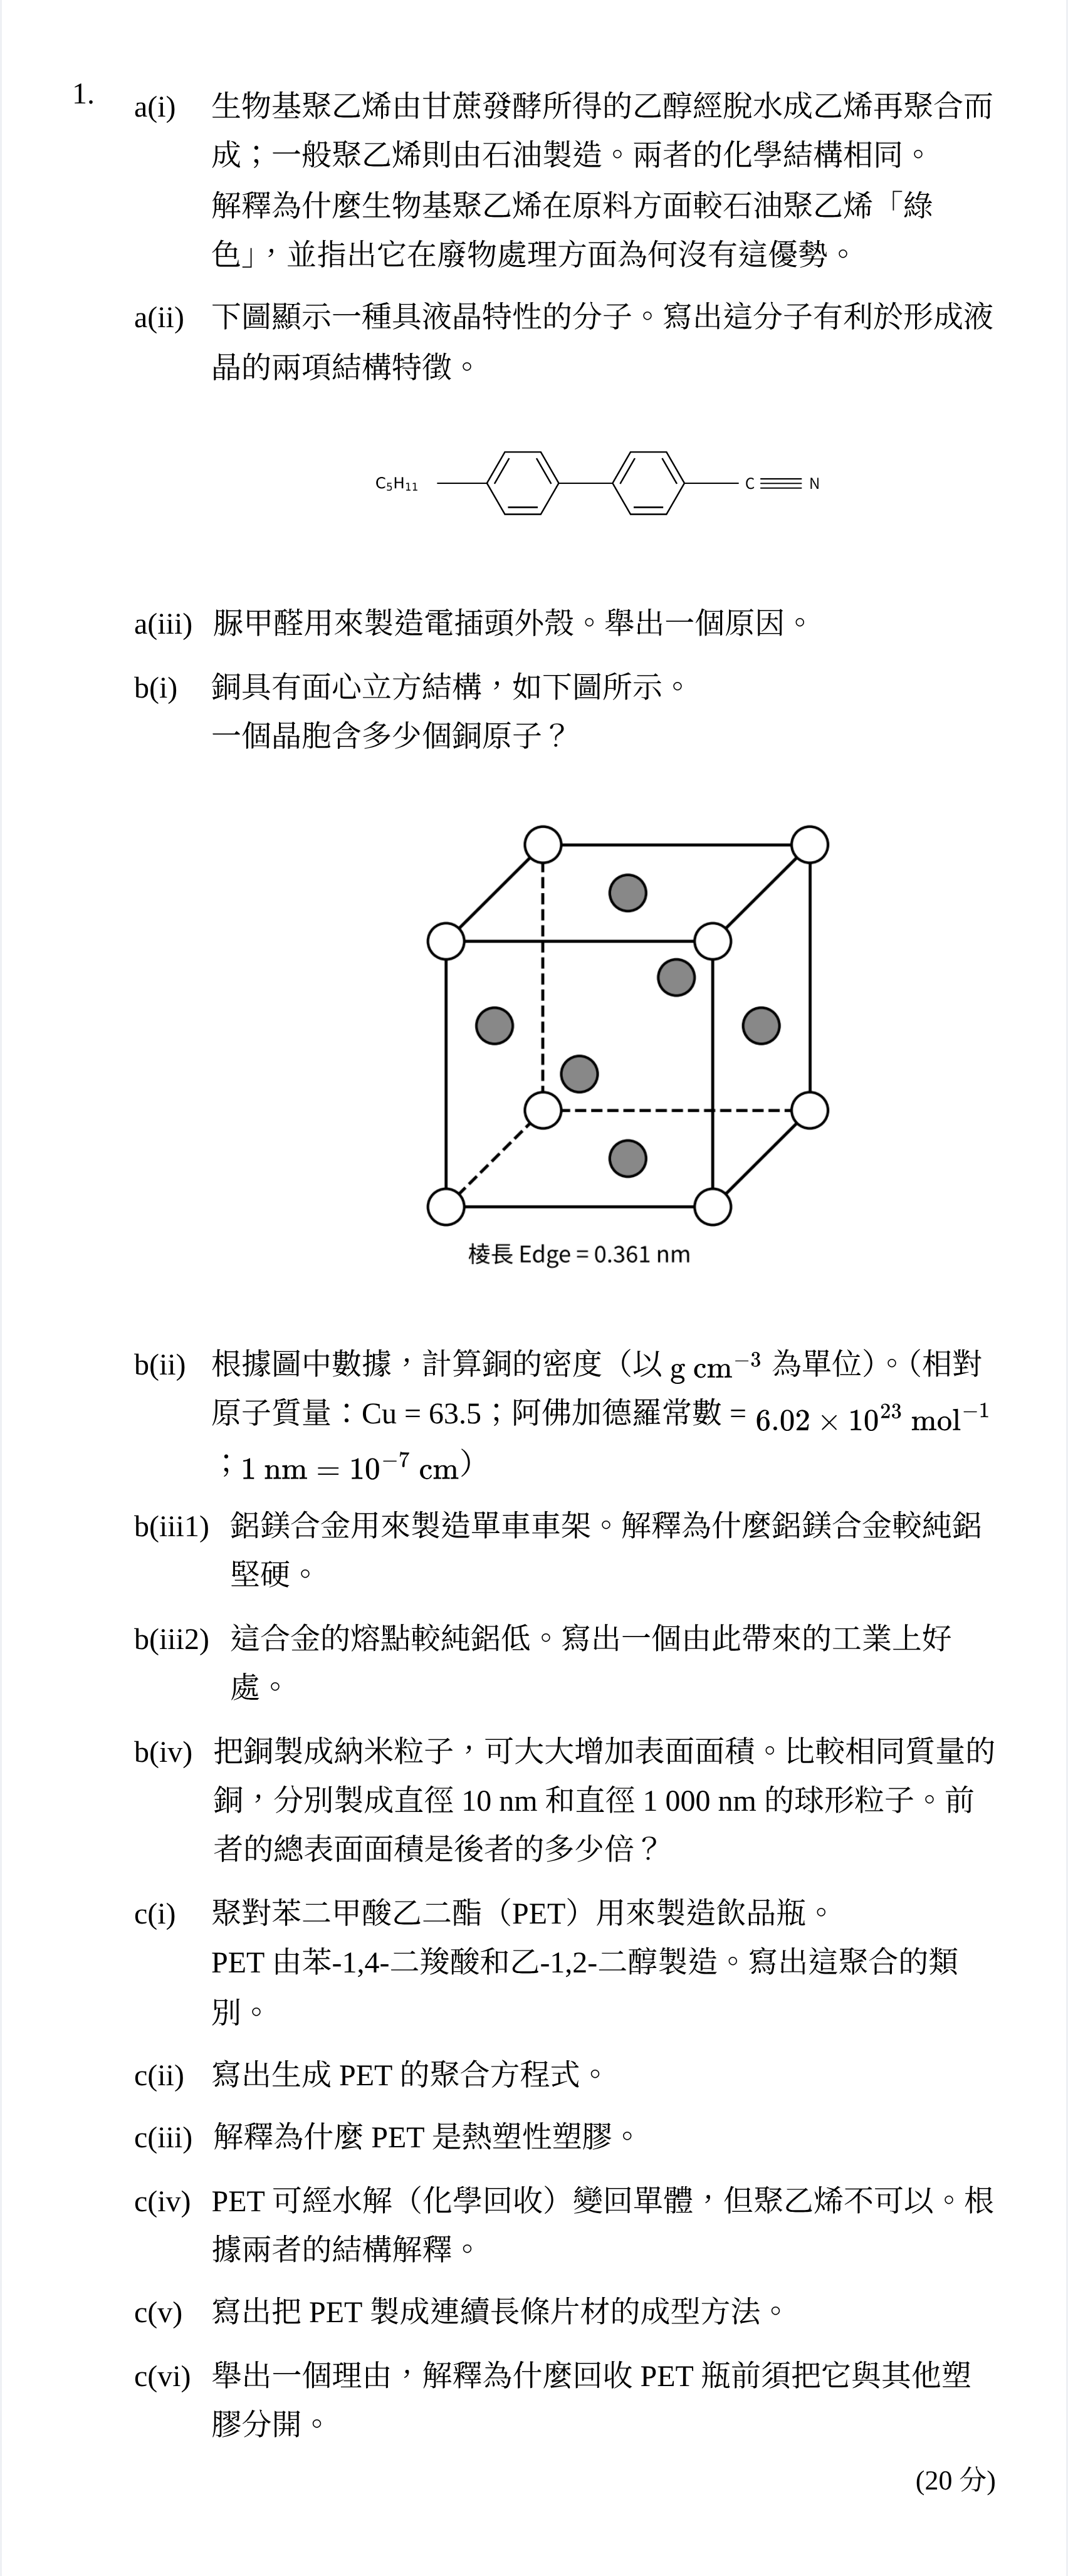 1.
a(i) 生物基聚乙烯由甘蔗發酵所得的乙醇經脫水成乙烯再聚合而
成；一般聚乙烯則由石油製造。兩者的化學結構相同。
解釋為什麼生物基聚乙烯在原料方面較石油聚乙烯「綠
色」，並指出它在廢物處理方面為何沒有這優勢。
a(ii) 下圖顯示一種具液晶特性的分子。寫出這分子有利於形成液
晶的兩項結構特徵。
C₅H₁₁ C N
a(iii) 脲甲醛用來製造電插頭外殼。舉出一個原因。
b(i) 銅具有面心立方結構，如下圖所示。
一個晶胞含多少個銅原子？
棱長 Edge = 0.361 nm
b(ii) 根據圖中數據，計算銅的密度（以 g cm⁻³ 為單位）。（相對
原子質量：Cu = 63.5；阿佛加德羅常數 = 6.02 × 10²³ mol⁻¹
；1 nm = 10⁻⁷ cm）
b(iii1) 鋁鎂合金用來製造單車車架。解釋為什麼鋁鎂合金較純鋁
堅硬。
b(iii2) 這合金的熔點較純鋁低。寫出一個由此帶來的工業上好
處。
b(iv) 把銅製成納米粒子，可大大增加表面面積。比較相同質量的
銅，分別製成直徑 10 nm 和直徑 1 000 nm 的球形粒子。前
者的總表面面積是後者的多少倍？
c(i) 聚對苯二甲酸乙二酯（PET）用來製造飲品瓶。
PET 由苯-1,4-二羧酸和乙-1,2-二醇製造。寫出這聚合的類
別。
c(ii) 寫出生成 PET 的聚合方程式。
c(iii) 解釋為什麼 PET 是熱塑性塑膠。
c(iv) PET 可經水解（化學回收）變回單體，但聚乙烯不可以。根
據兩者的結構解釋。
c(v) 寫出把 PET 製成連續長條片材的成型方法。
c(vi) 舉出一個理由，解釋為什麼回收 PET 瓶前須把它與其他塑
膠分開。
(20 分)